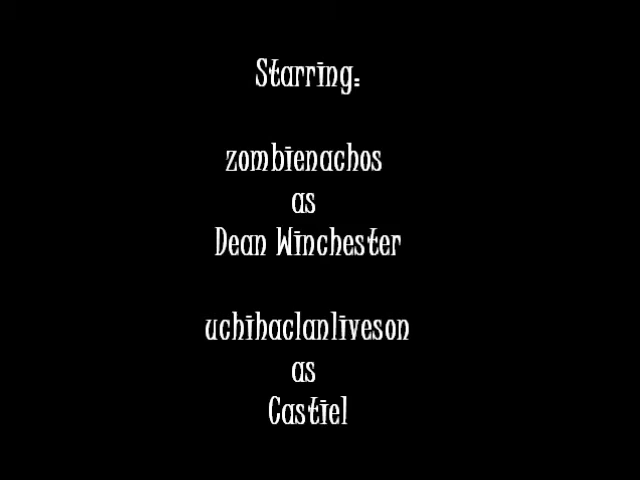 Starring:
zombienachos
as
Dean Winchester
uchihaclanliveson
as
Castiel